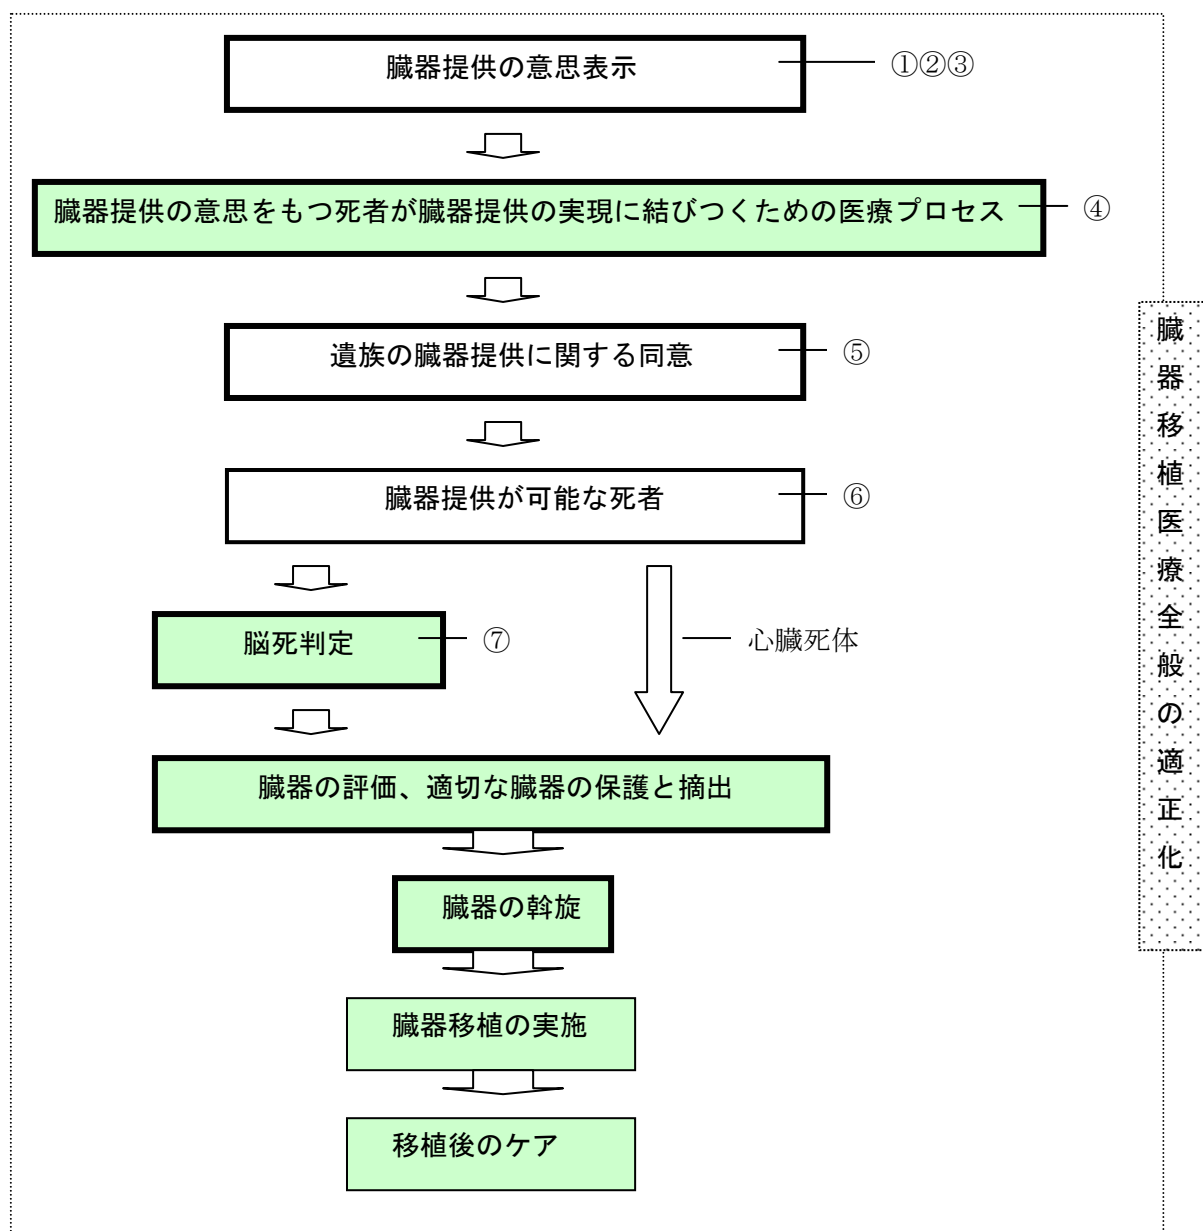 臓器提供の意思表示
①②③
臓器提供の意思をもつ死者が臓器提供の実現に結びつくための医療プロセス
④
遺族の臓器提供に関する同意
⑤
臓器提供が可能な死者
⑥
脳死判定
⑦
心臓死体
臓器の評価、適切な臓器の保護と摘出
臓器の斡旋
臓器移植の実施
移植後のケア
臓器移植医療全般の適正化